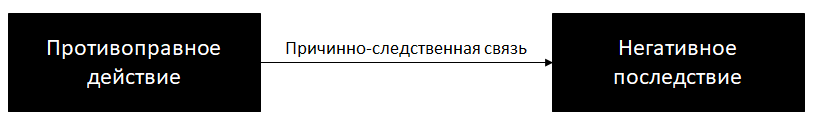 Противоправное
действие
Причинно-следственная связь
Негативное
последствие